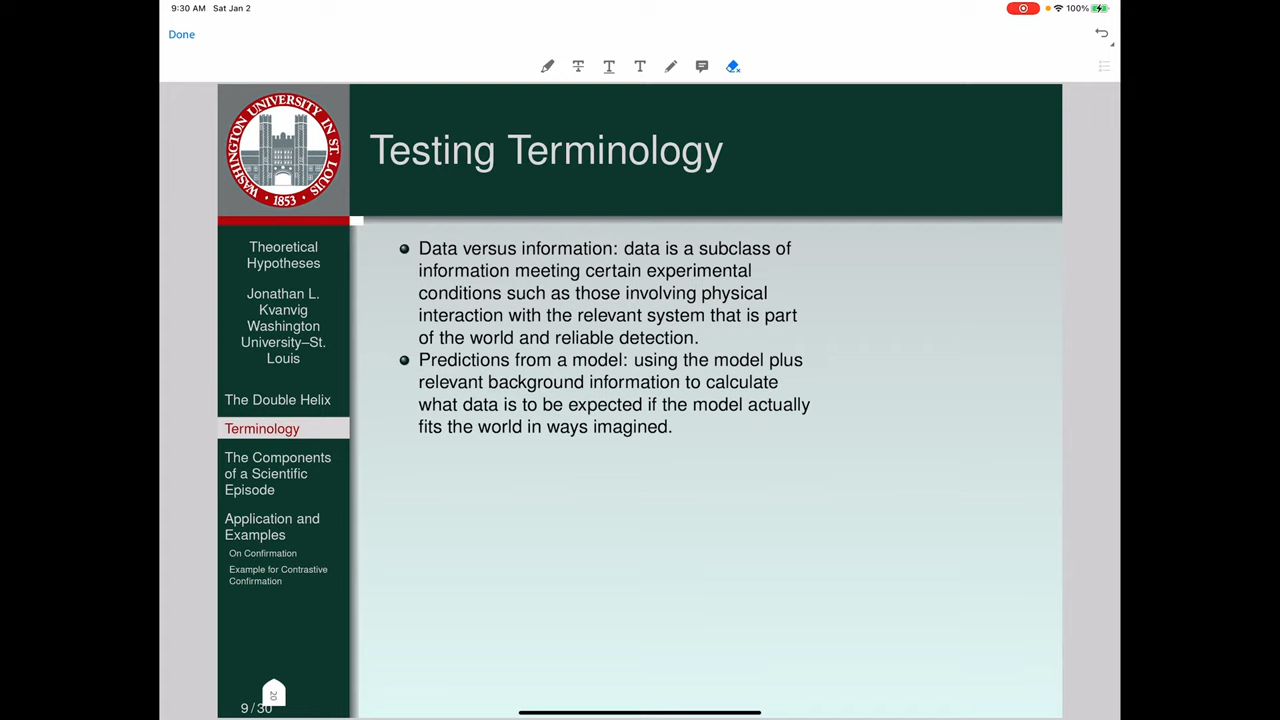 9:30 AM Sat Jan 2
100%
Done
WASHINGTON·UNIVERSITY·IN·ST.·LOUIS
·1853·
Testing Terminology
Theoretical
Hypotheses
Jonathan L.
Kvanvig
Washington
University–St.
Louis
The Double Helix
Terminology
The Components
of a Scientific
Episode
Application and
Examples
On Confirmation
Example for Contrastive
Confirmation
Data versus information: data is a subclass of
information meeting certain experimental
conditions such as those involving physical
interaction with the relevant system that is part
of the world and reliable detection.
Predictions from a model: using the model plus
relevant background information to calculate
what data is to be expected if the model actually
fits the world in ways imagined.
20
9 / 30